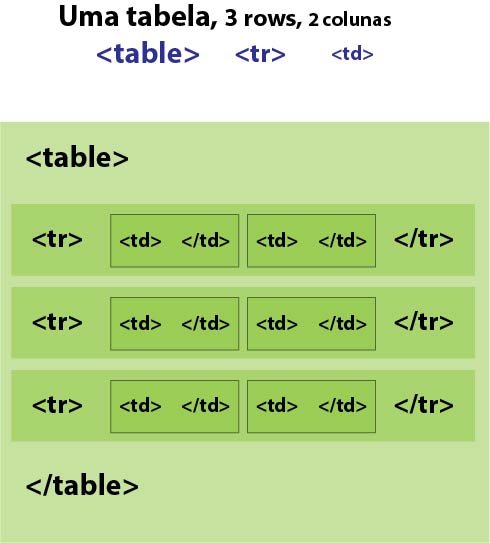 Uma tabela, 3 rows, 2 colunas
<table> <tr> <td>
<table>
<tr> <td> </td> <td> </td> </tr>
<tr> <td> </td> <td> </td> </tr>
<tr> <td> </td> <td> </td> </tr>
</table>